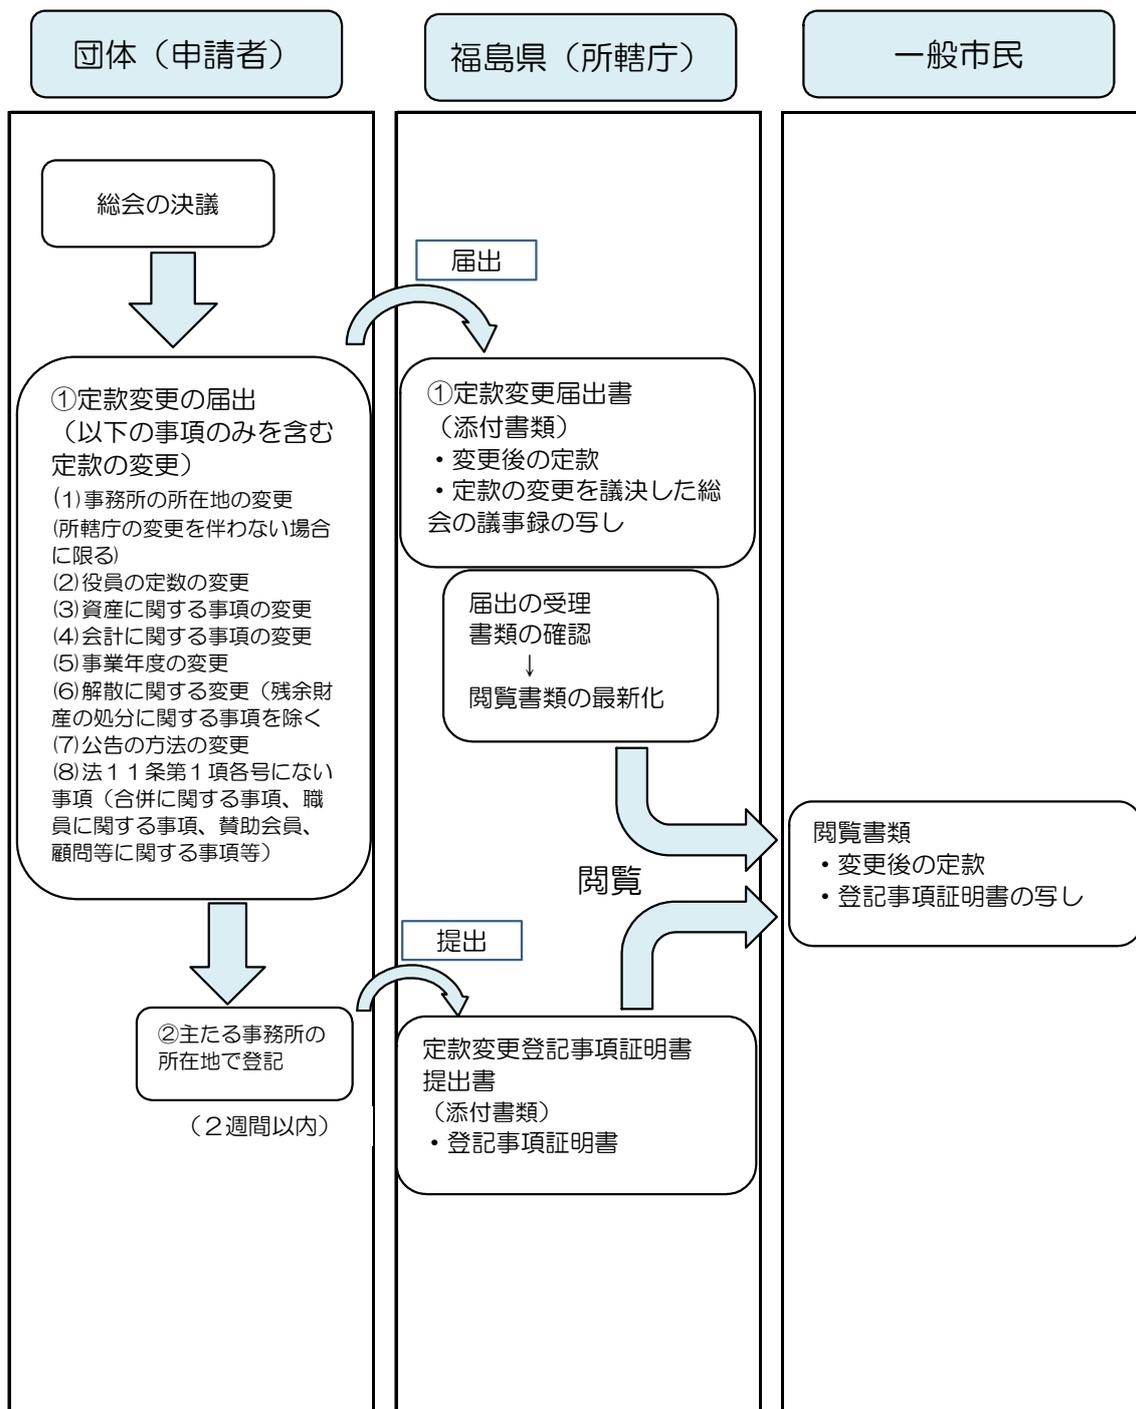 団体（申請者）
福島県（所轄庁）
一般市民
総会の決議
届出
①定款変更の届出
（以下の事項のみを含む
定款の変更）
(1)事務所の所在地の変更
(所轄庁の変更を伴わない場合
に限る)
(2)役員の定数の変更
(3)資産に関する事項の変更
(4)会計に関する事項の変更
(5)事業年度の変更
(6)解散に関する変更（残余財
産の処分に関する事項を除く
(7)公告の方法の変更
(8)法１１条第１項各号にない
事項（合併に関する事項、職
員に関する事項、賛助会員、
顧問等に関する事項等）
①定款変更届出書
（添付書類）
・変更後の定款
・定款の変更を議決した総
会の議事録の写し
届出の受理
書類の確認
↓
閲覧書類の最新化
閲覧
閲覧書類
・変更後の定款
・登記事項証明書の写し
提出
②主たる事務所の
所在地で登記
（２週間以内）
定款変更登記事項証明書
提出書
（添付書類）
・登記事項証明書